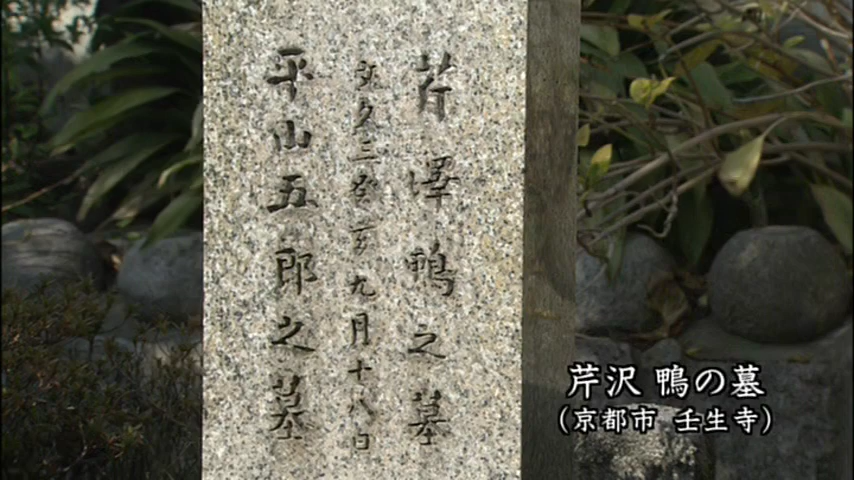 芹澤鴨之墓
文久三癸亥九月十八日
平山五郎之墓
芹沢 鴨の墓
(京都市 壬生寺)